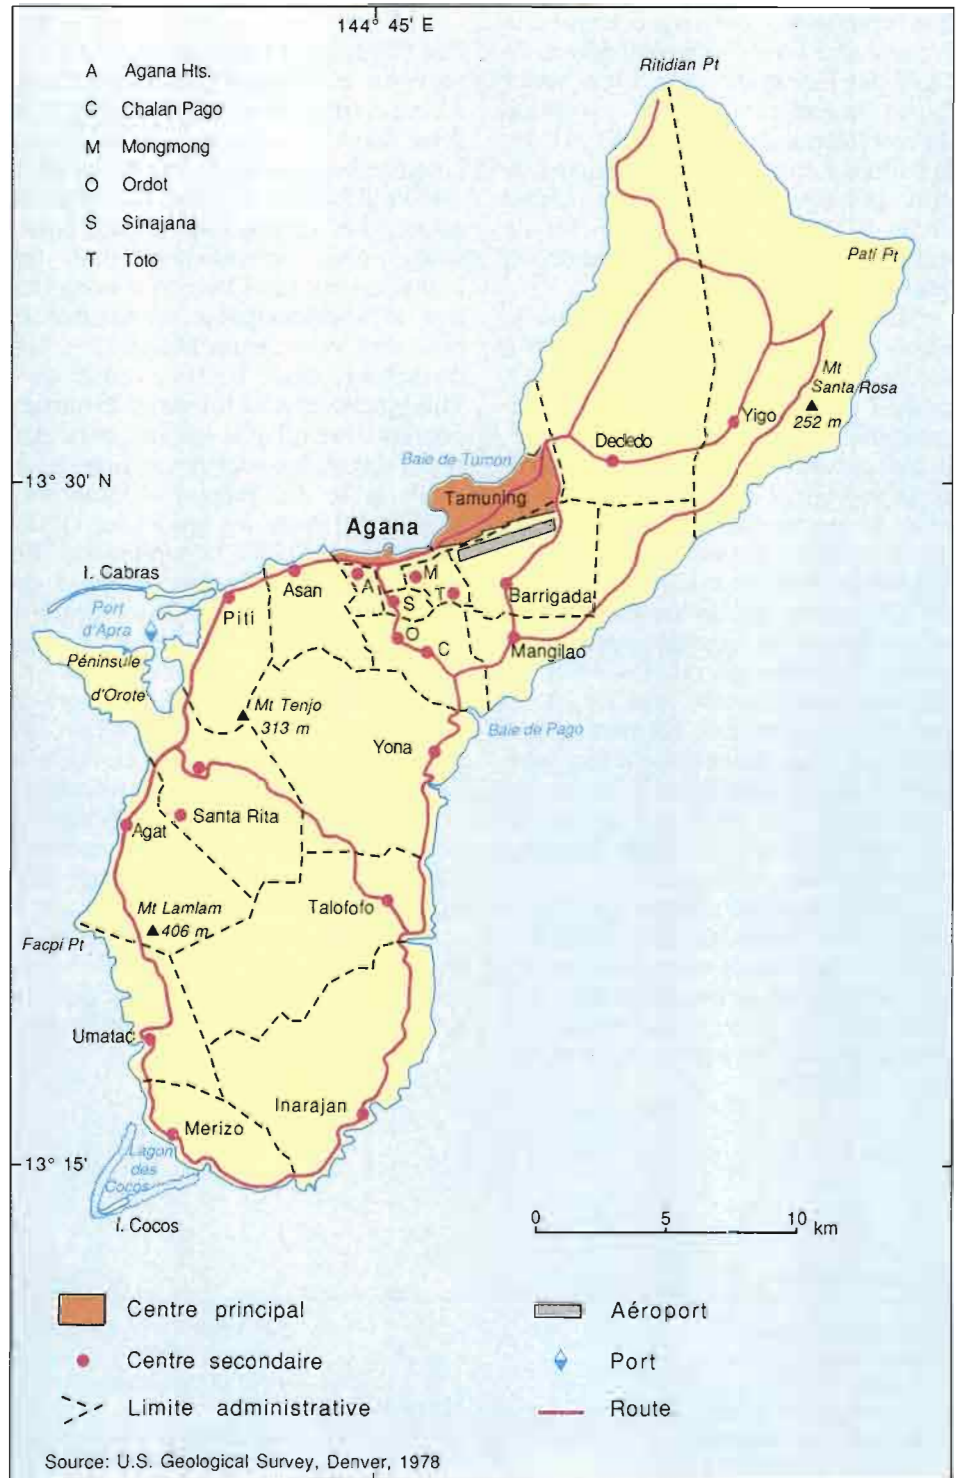 144° 45' E
A Agana Hts.
C Chalan Pago
M Mongmong
O Ordot
S Sinajana
T Toto
Ritidian Pt
Pati Pt
Mt
Santa Rosa
252 m
Yigo
Dededo
Baie de Tumon
13° 30' N
Tamuning
Agana
I. Cabras
Asan
A
M
T
S
Barrigada
Port
d'Apra
Piti
O
C
Mangilao
Péninsule
d'Orote
Mt Tenjo
313 m
Baie de Pago
Yona
Santa Rita
Agat
Mt Lamlam
406 m
Talofofo
Facpi Pt
Umatac
Inarajan
Merizo
13° 15'
Lagon
des
Cocos
I. Cocos
0 5 10 km
Centre principal
Aéroport
Centre secondaire
Port
Limite administrative
Route
Source: U.S. Geological Survey, Denver, 1978